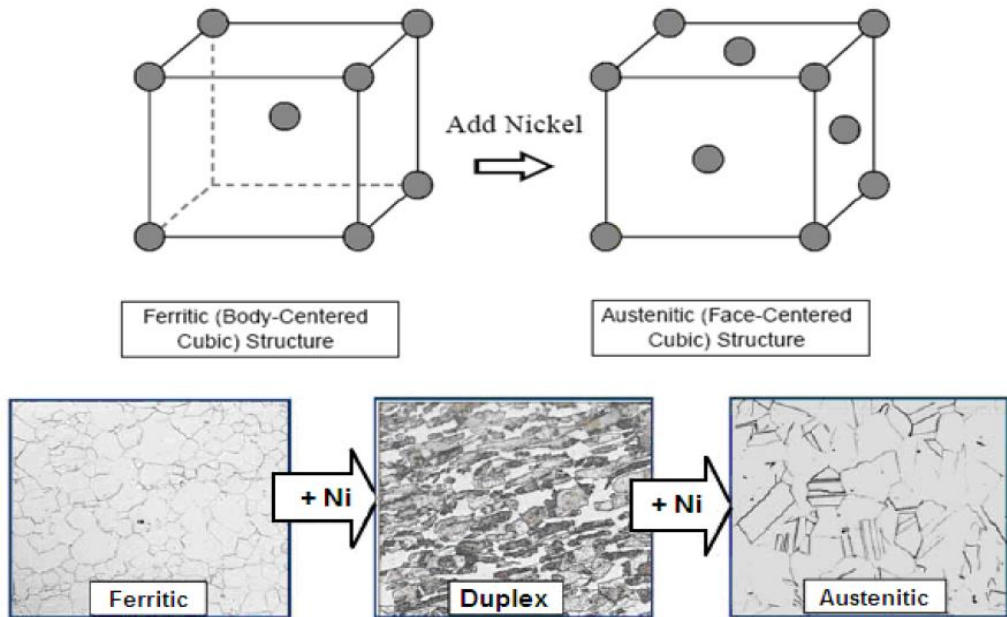 Add Nickel
Ferritic (Body-Centered
Cubic) Structure
Austenitic (Face-Centered
Cubic) Structure
+ Ni
+ Ni
Ferritic
Duplex
Austenitic